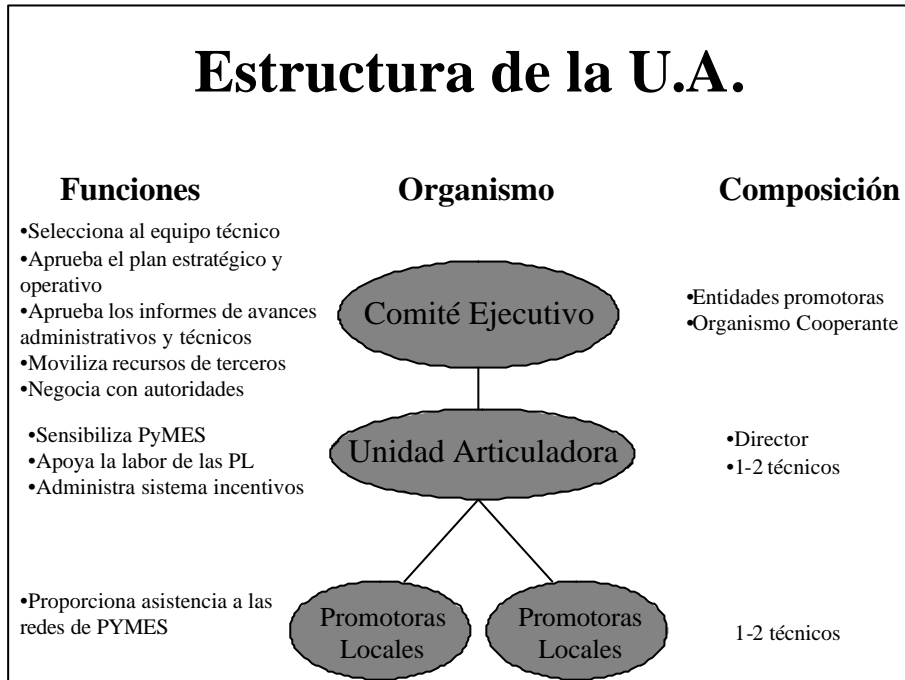 Estructura de la U.A.
Funciones
Organismo
Composición
•Selecciona al equipo técnico
•Aprueba el plan estratégico y
operativo
•Aprueba los informes de avances
administrativos y técnicos
•Moviliza recursos de terceros
•Negocia con autoridades
Comité Ejecutivo
•Entidades promotoras
•Organismo Cooperante
•Sensibiliza PyMES
•Apoya la labor de las PL
•Administra sistema incentivos
Unidad Articuladora
•Director
•1-2 técnicos
•Proporciona asistencia a las
redes de PYMES
Promotoras
Locales
Promotoras
Locales
1-2 técnicos